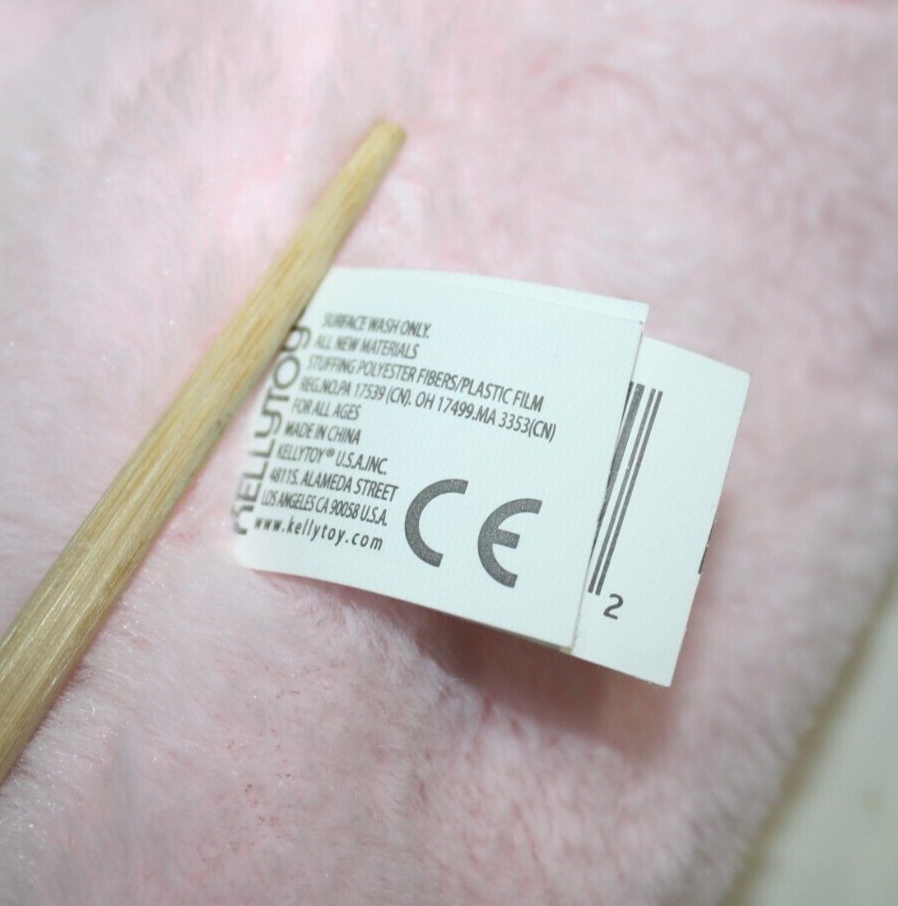 KELLYTOY
SURFACE WASH ONLY.
ALL NEW MATERIALS
STUFFING POLYESTER FIBERS/PLASTIC FILM
REG.NO.PA 17539 (CN). OH 17499.MA 3353(CN)
FOR ALL AGES
MADE IN CHINA
KELLYTOY® U.S.A.INC.
4811S. ALAMEDA STREET
LOS ANGELES CA 90058 U.S.A.
www.kellytoy.com
CE
2